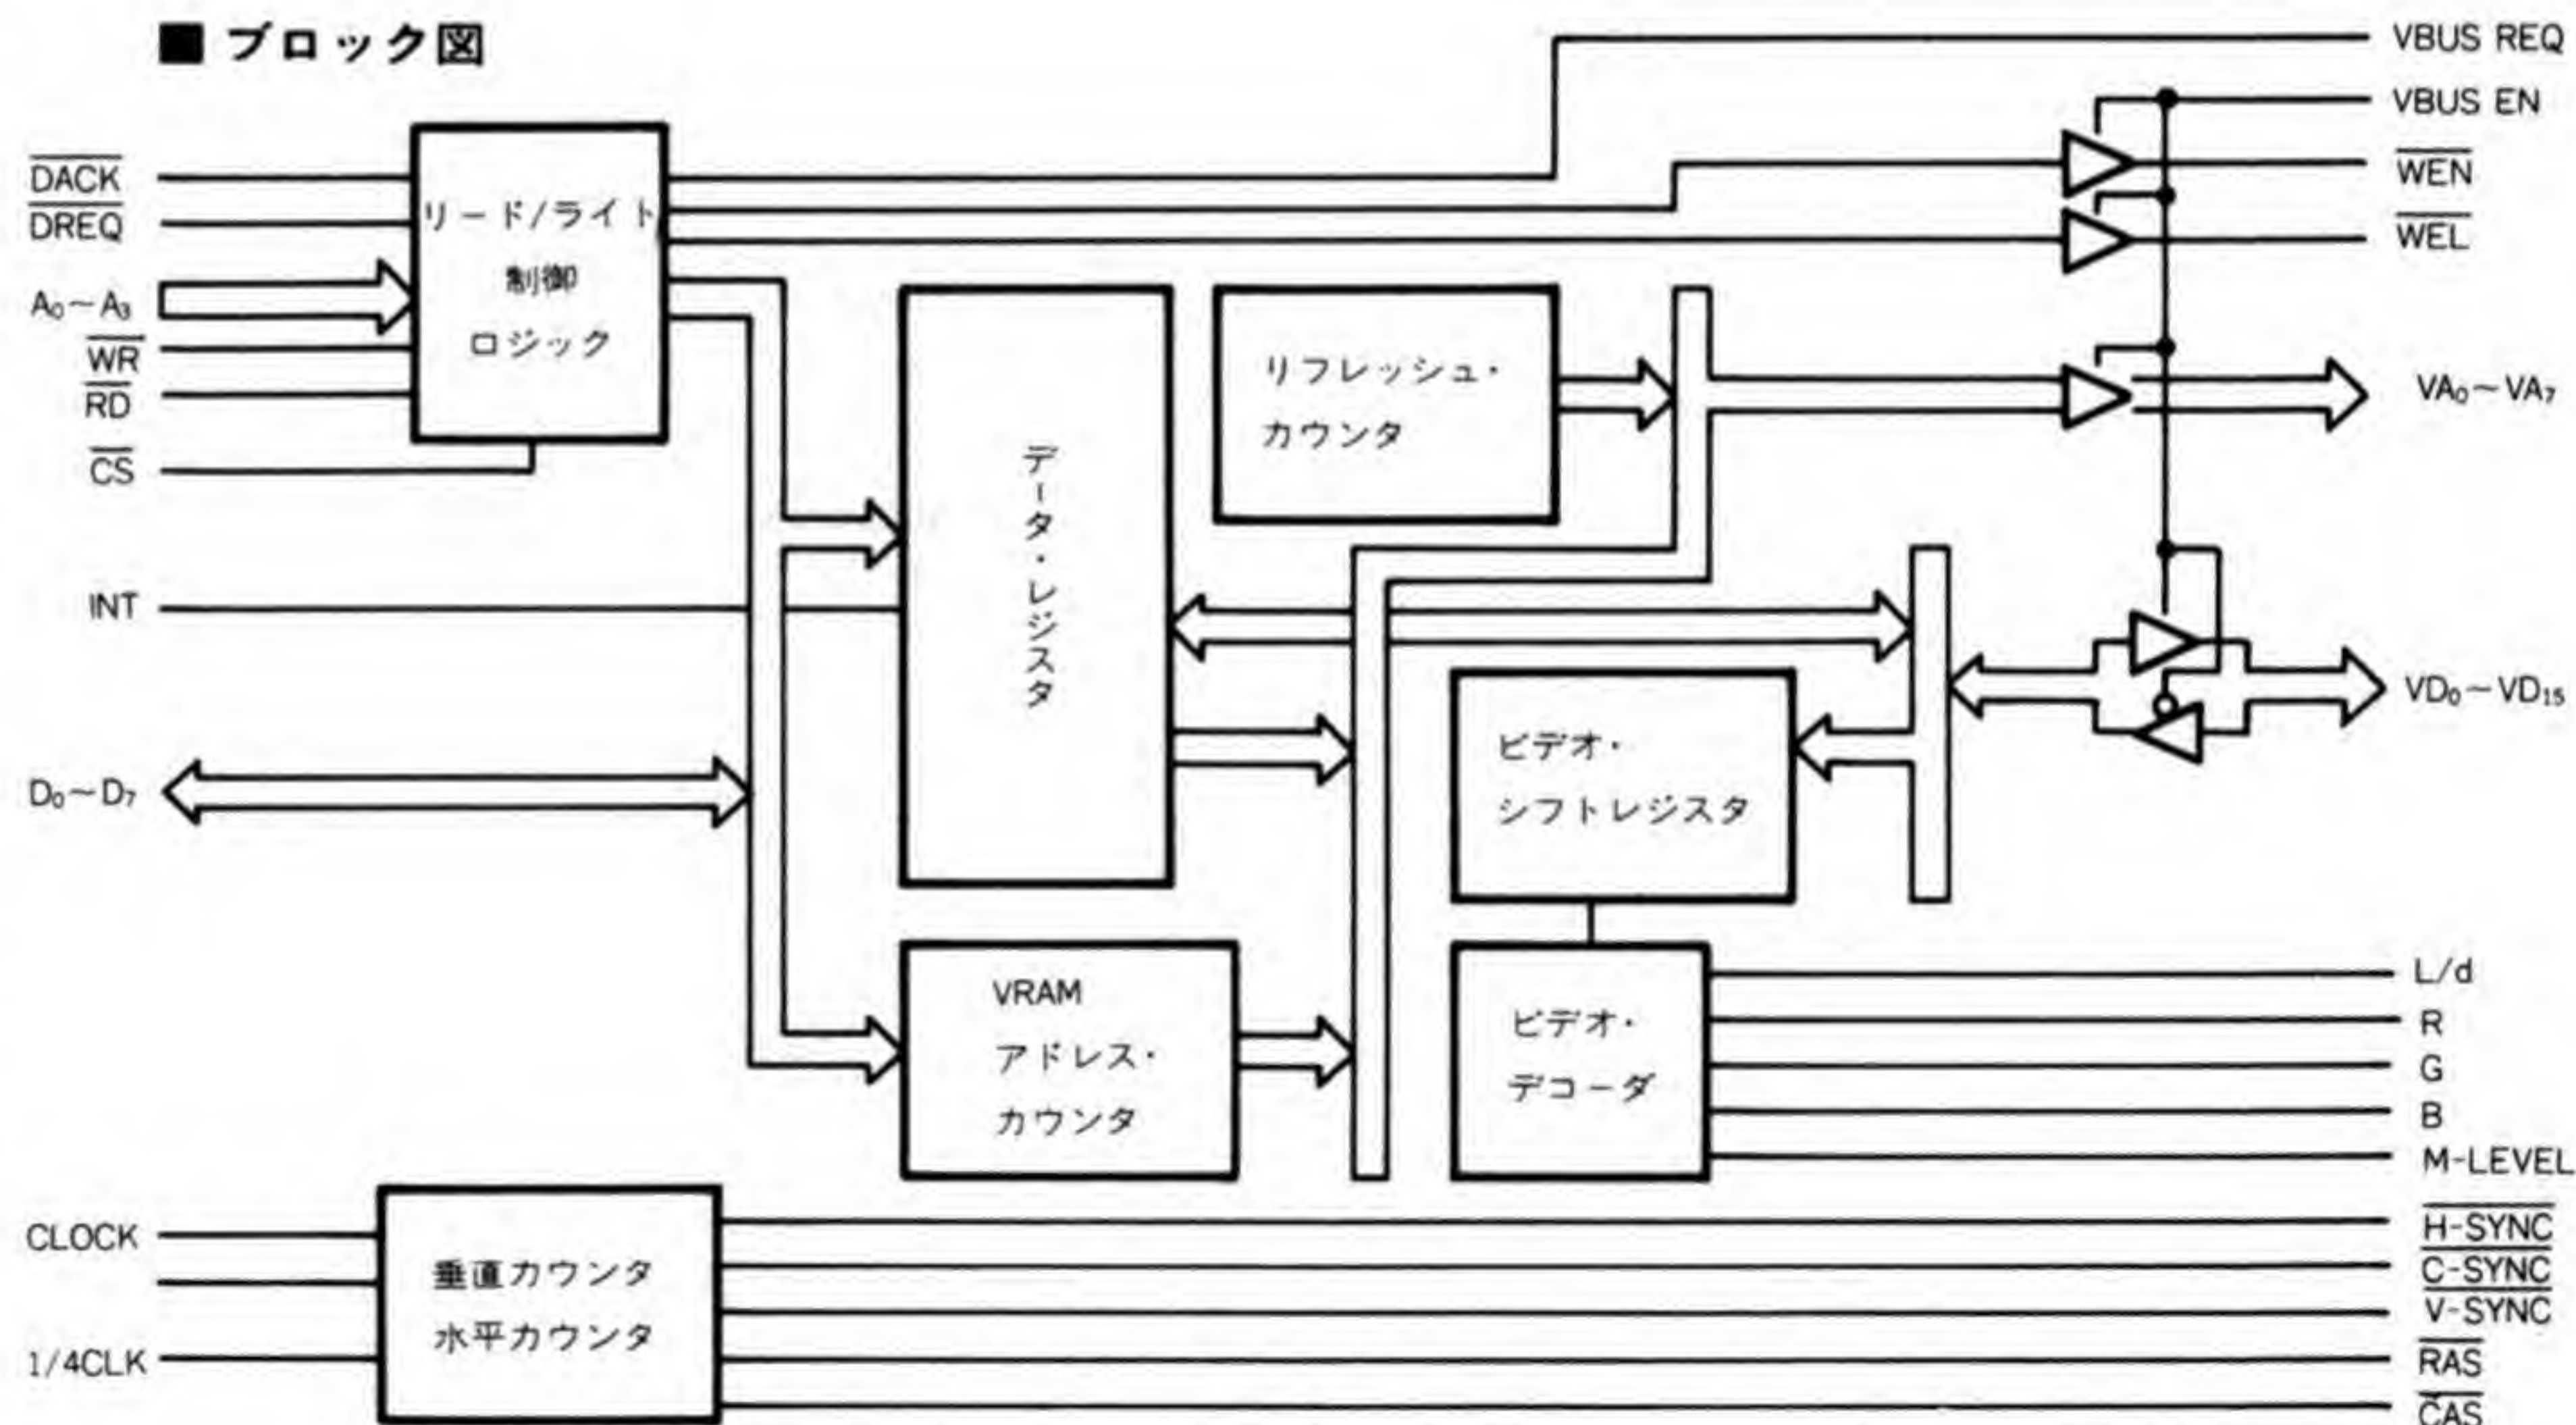 ■ ブロック図
VBUS REQ
VBUS EN
WEN
WEL
VA₀～VA₇
VD₀～VD₁₅
L/d
R
G
B
M-LEVEL
H-SYNC
C-SYNC
V-SYNC
RAS
CAS
DACK
DREQ
A₀～A₃
WR
RD
CS
INT
D₀～D₇
CLOCK
1/4CLK
リード/ライト
制御
ロジック
データ・レジスタ
リフレッシュ・
カウンタ
ビデオ・
シフトレジスタ
VRAM
アドレス・
カウンタ
ビデオ・
デコーダ
垂直カウンタ
水平カウンタ